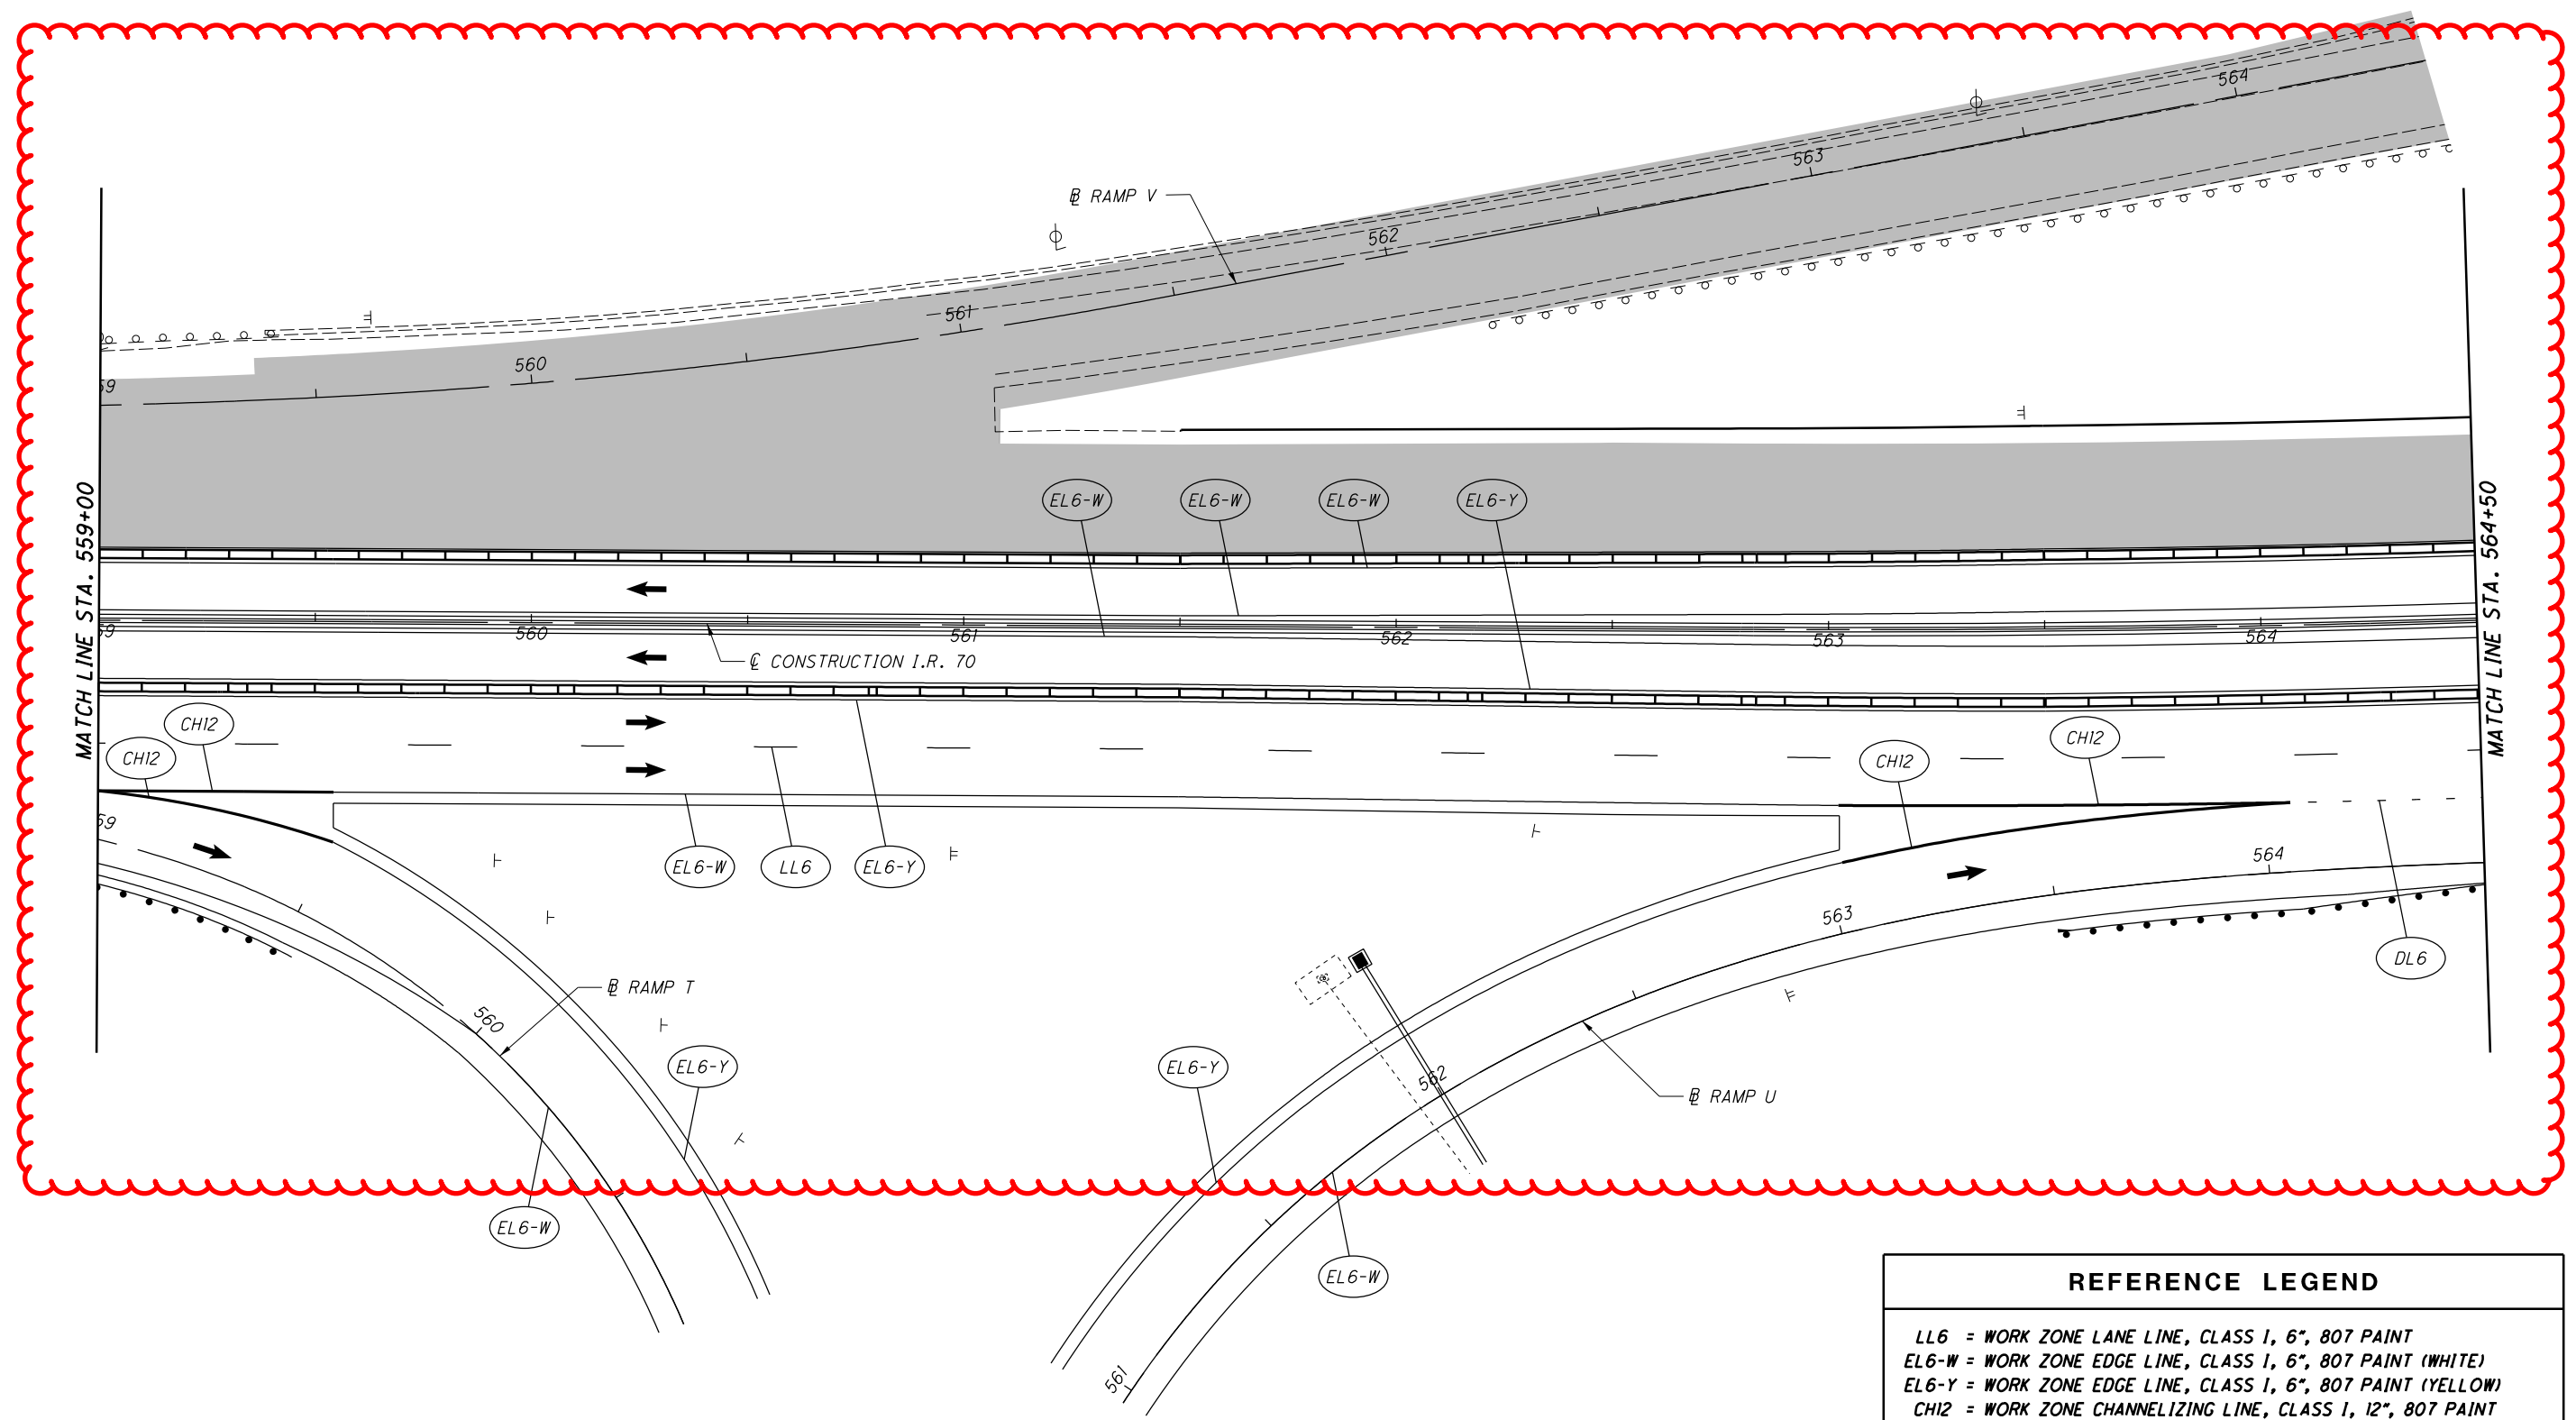 564
563
℄ RAMP V
562
561
560
59
MATCH LINE STA. 559+00
MATCH LINE STA. 564+50
EL6-W
EL6-W
EL6-W
EL6-Y
59
560
561
562
563
564
℄ CONSTRUCTION I.R. 70
CH12
CH12
CH12
CH12
59
EL6-W
LL6
EL6-Y
564
563
DL6
℄ RAMP T
560
EL6-Y
EL6-Y
562
℄ RAMP U
EL6-W
EL6-W
561
REFERENCE LEGEND
LL6 = WORK ZONE LANE LINE, CLASS I, 6", 807 PAINT
EL6-W = WORK ZONE EDGE LINE, CLASS I, 6", 807 PAINT (WHITE)
EL6-Y = WORK ZONE EDGE LINE, CLASS I, 6", 807 PAINT (YELLOW)
CH12 = WORK ZONE CHANNELIZING LINE, CLASS I, 12", 807 PAINT